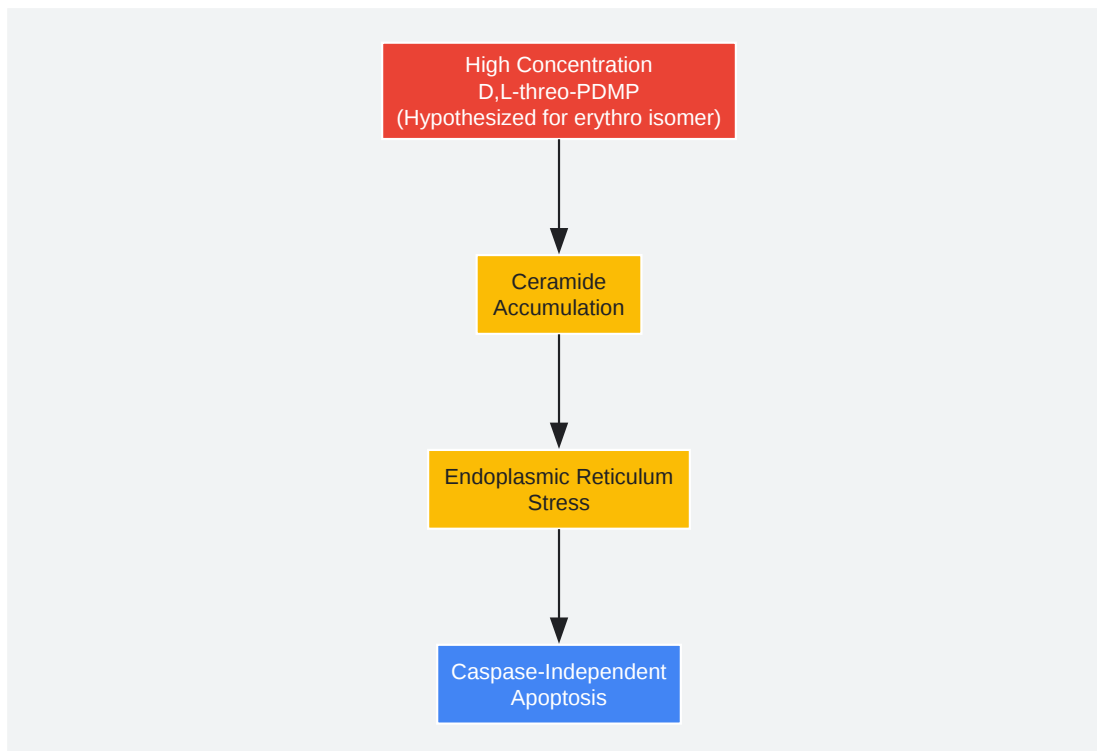 High Concentration
D,L-threo-PDMP
(Hypothesized for erythro isomer)
Ceramide
Accumulation
Endoplasmic Reticulum
Stress
Caspase-Independent
Apoptosis